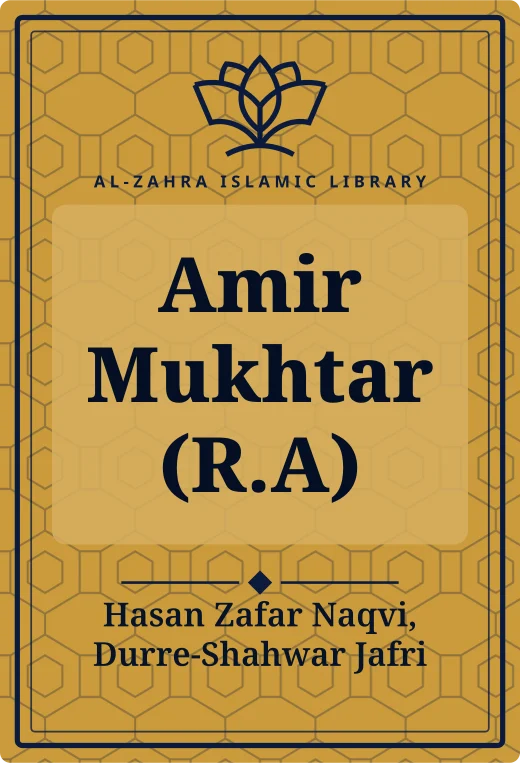 AL-ZAHRA ISLAMIC LIBRARY
Amir
Mukhtar
(R.A)
Hasan Zafar Naqvi,
Durre-Shahwar Jafri